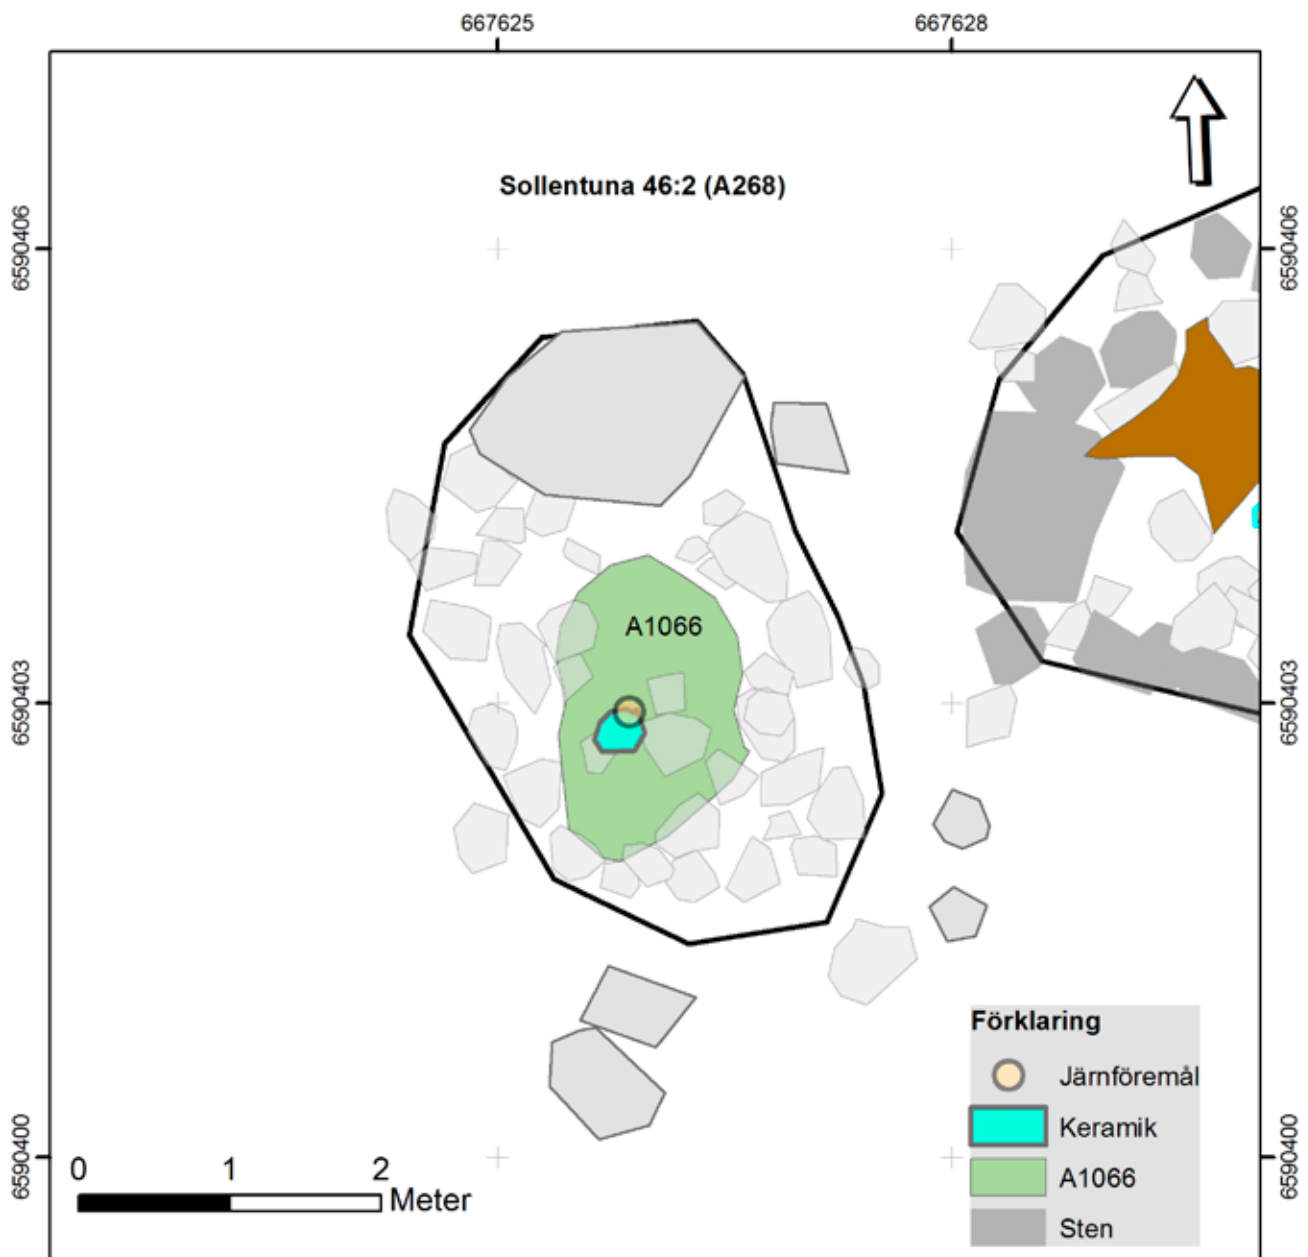 667625 667628
Sollentuna 46:2 (A268)
6590406 6590406
A1066
6590403 6590403
Förklaring
Järnföremål
Keramik
A1066
Sten
6590400 6590400
0 1 2
Meter